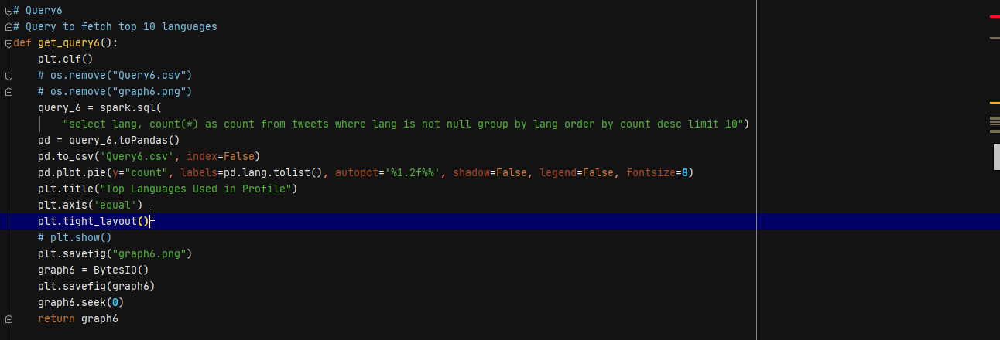 # Query6
# Query to fetch top 10 languages
def get_query6():
    plt.clf()
    # os.remove("Query6.csv")
    # os.remove("graph6.png")
    query_6 = spark.sql(
        "select lang, count(*) as count from tweets where lang is not null group by lang order by count desc limit 10")
    pd = query_6.toPandas()
    pd.to_csv('Query6.csv', index=False)
    pd.plot.pie(y="count", labels=pd.lang.tolist(), autopct='%1.2f%%', shadow=False, legend=False, fontsize=8)
    plt.title("Top Languages Used in Profile")
    plt.axis('equal')
    plt.tight_layout()
    # plt.show()
    plt.savefig("graph6.png")
    graph6 = BytesIO()
    plt.savefig(graph6)
    graph6.seek(0)
    return graph6